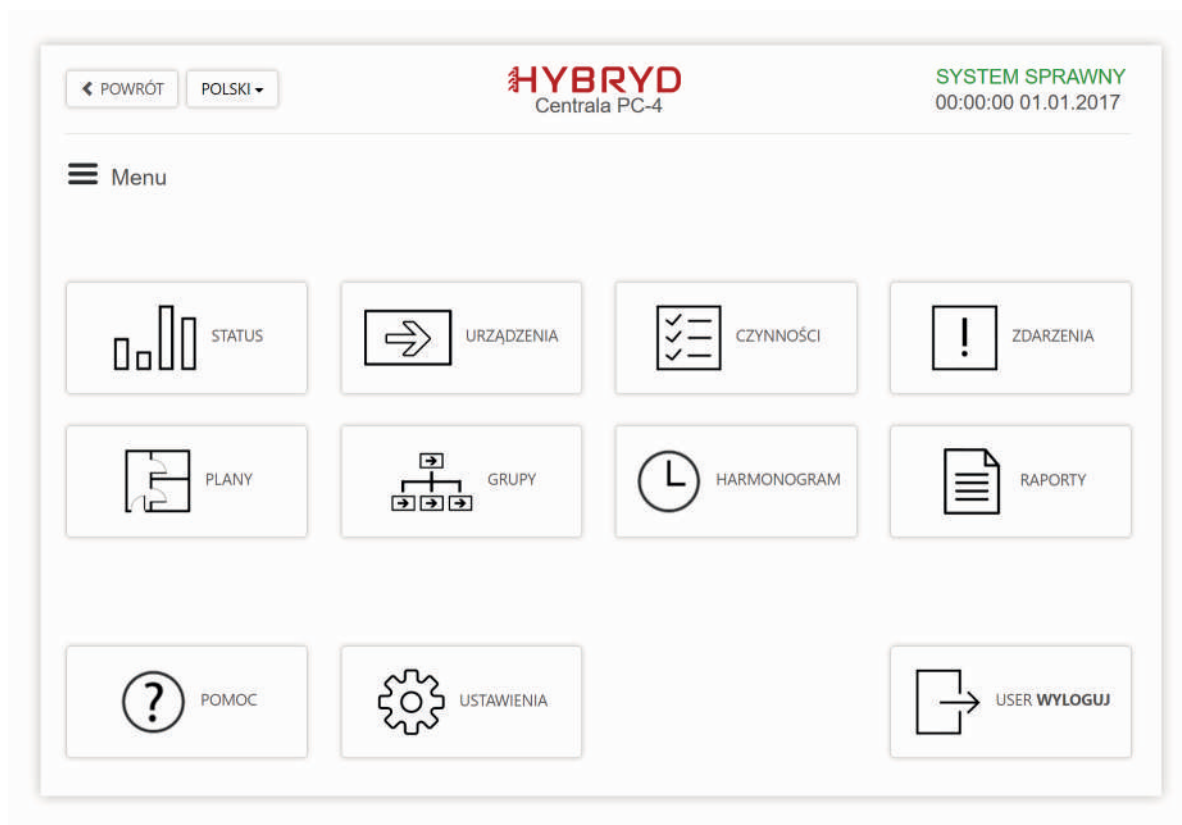 POWRÓT
POLSKI
HYBRYD
Centrala PC-4
SYSTEM SPRAWNY
00:00:00 01.01.2017
Menu
STATUS
URZĄDZENIA
CZYNNOŚCI
ZDARZENIA
PLANY
GRUPY
HARMONOGRAM
RAPORTY
POMOC
USTAWIENIA
USER WYLOGUJ